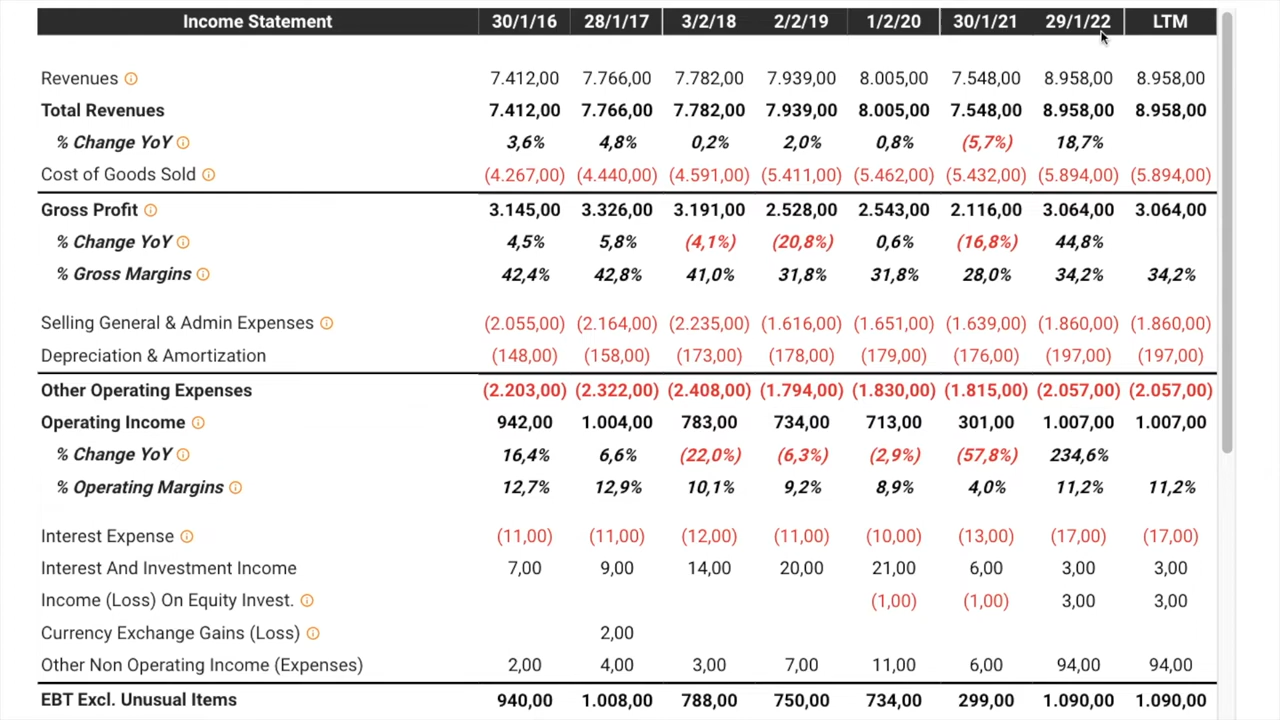 Income Statement 30/1/16 28/1/17 3/2/18 2/2/19 1/2/20 30/1/21 29/1/22 LTM
Revenues 7.412,00 7.766,00 7.782,00 7.939,00 8.005,00 7.548,00 8.958,00 8.958,00
Total Revenues 7.412,00 7.766,00 7.782,00 7.939,00 8.005,00 7.548,00 8.958,00 8.958,00
% Change YoY 3,6% 4,8% 0,2% 2,0% 0,8% (5,7%) 18,7%
Cost of Goods Sold (4.267,00) (4.440,00) (4.591,00) (5.411,00) (5.462,00) (5.432,00) (5.894,00) (5.894,00)
Gross Profit 3.145,00 3.326,00 3.191,00 2.528,00 2.543,00 2.116,00 3.064,00 3.064,00
% Change YoY 4,5% 5,8% (4,1%) (20,8%) 0,6% (16,8%) 44,8%
% Gross Margins 42,4% 42,8% 41,0% 31,8% 31,8% 28,0% 34,2% 34,2%
Selling General & Admin Expenses (2.055,00) (2.164,00) (2.235,00) (1.616,00) (1.651,00) (1.639,00) (1.860,00) (1.860,00)
Depreciation & Amortization (148,00) (158,00) (173,00) (178,00) (179,00) (176,00) (197,00) (197,00)
Other Operating Expenses (2.203,00) (2.322,00) (2.408,00) (1.794,00) (1.830,00) (1.815,00) (2.057,00) (2.057,00)
Operating Income 942,00 1.004,00 783,00 734,00 713,00 301,00 1.007,00 1.007,00
% Change YoY 16,4% 6,6% (22,0%) (6,3%) (2,9%) (57,8%) 234,6%
% Operating Margins 12,7% 12,9% 10,1% 9,2% 8,9% 4,0% 11,2% 11,2%
Interest Expense (11,00) (11,00) (12,00) (11,00) (10,00) (13,00) (17,00) (17,00)
Interest And Investment Income 7,00 9,00 14,00 20,00 21,00 6,00 3,00 3,00
Income (Loss) On Equity Invest. (1,00) (1,00) 3,00 3,00
Currency Exchange Gains (Loss) 2,00
Other Non Operating Income (Expenses) 2,00 4,00 3,00 7,00 11,00 6,00 94,00 94,00
EBT Excl. Unusual Items 940,00 1.008,00 788,00 750,00 734,00 299,00 1.090,00 1.090,00